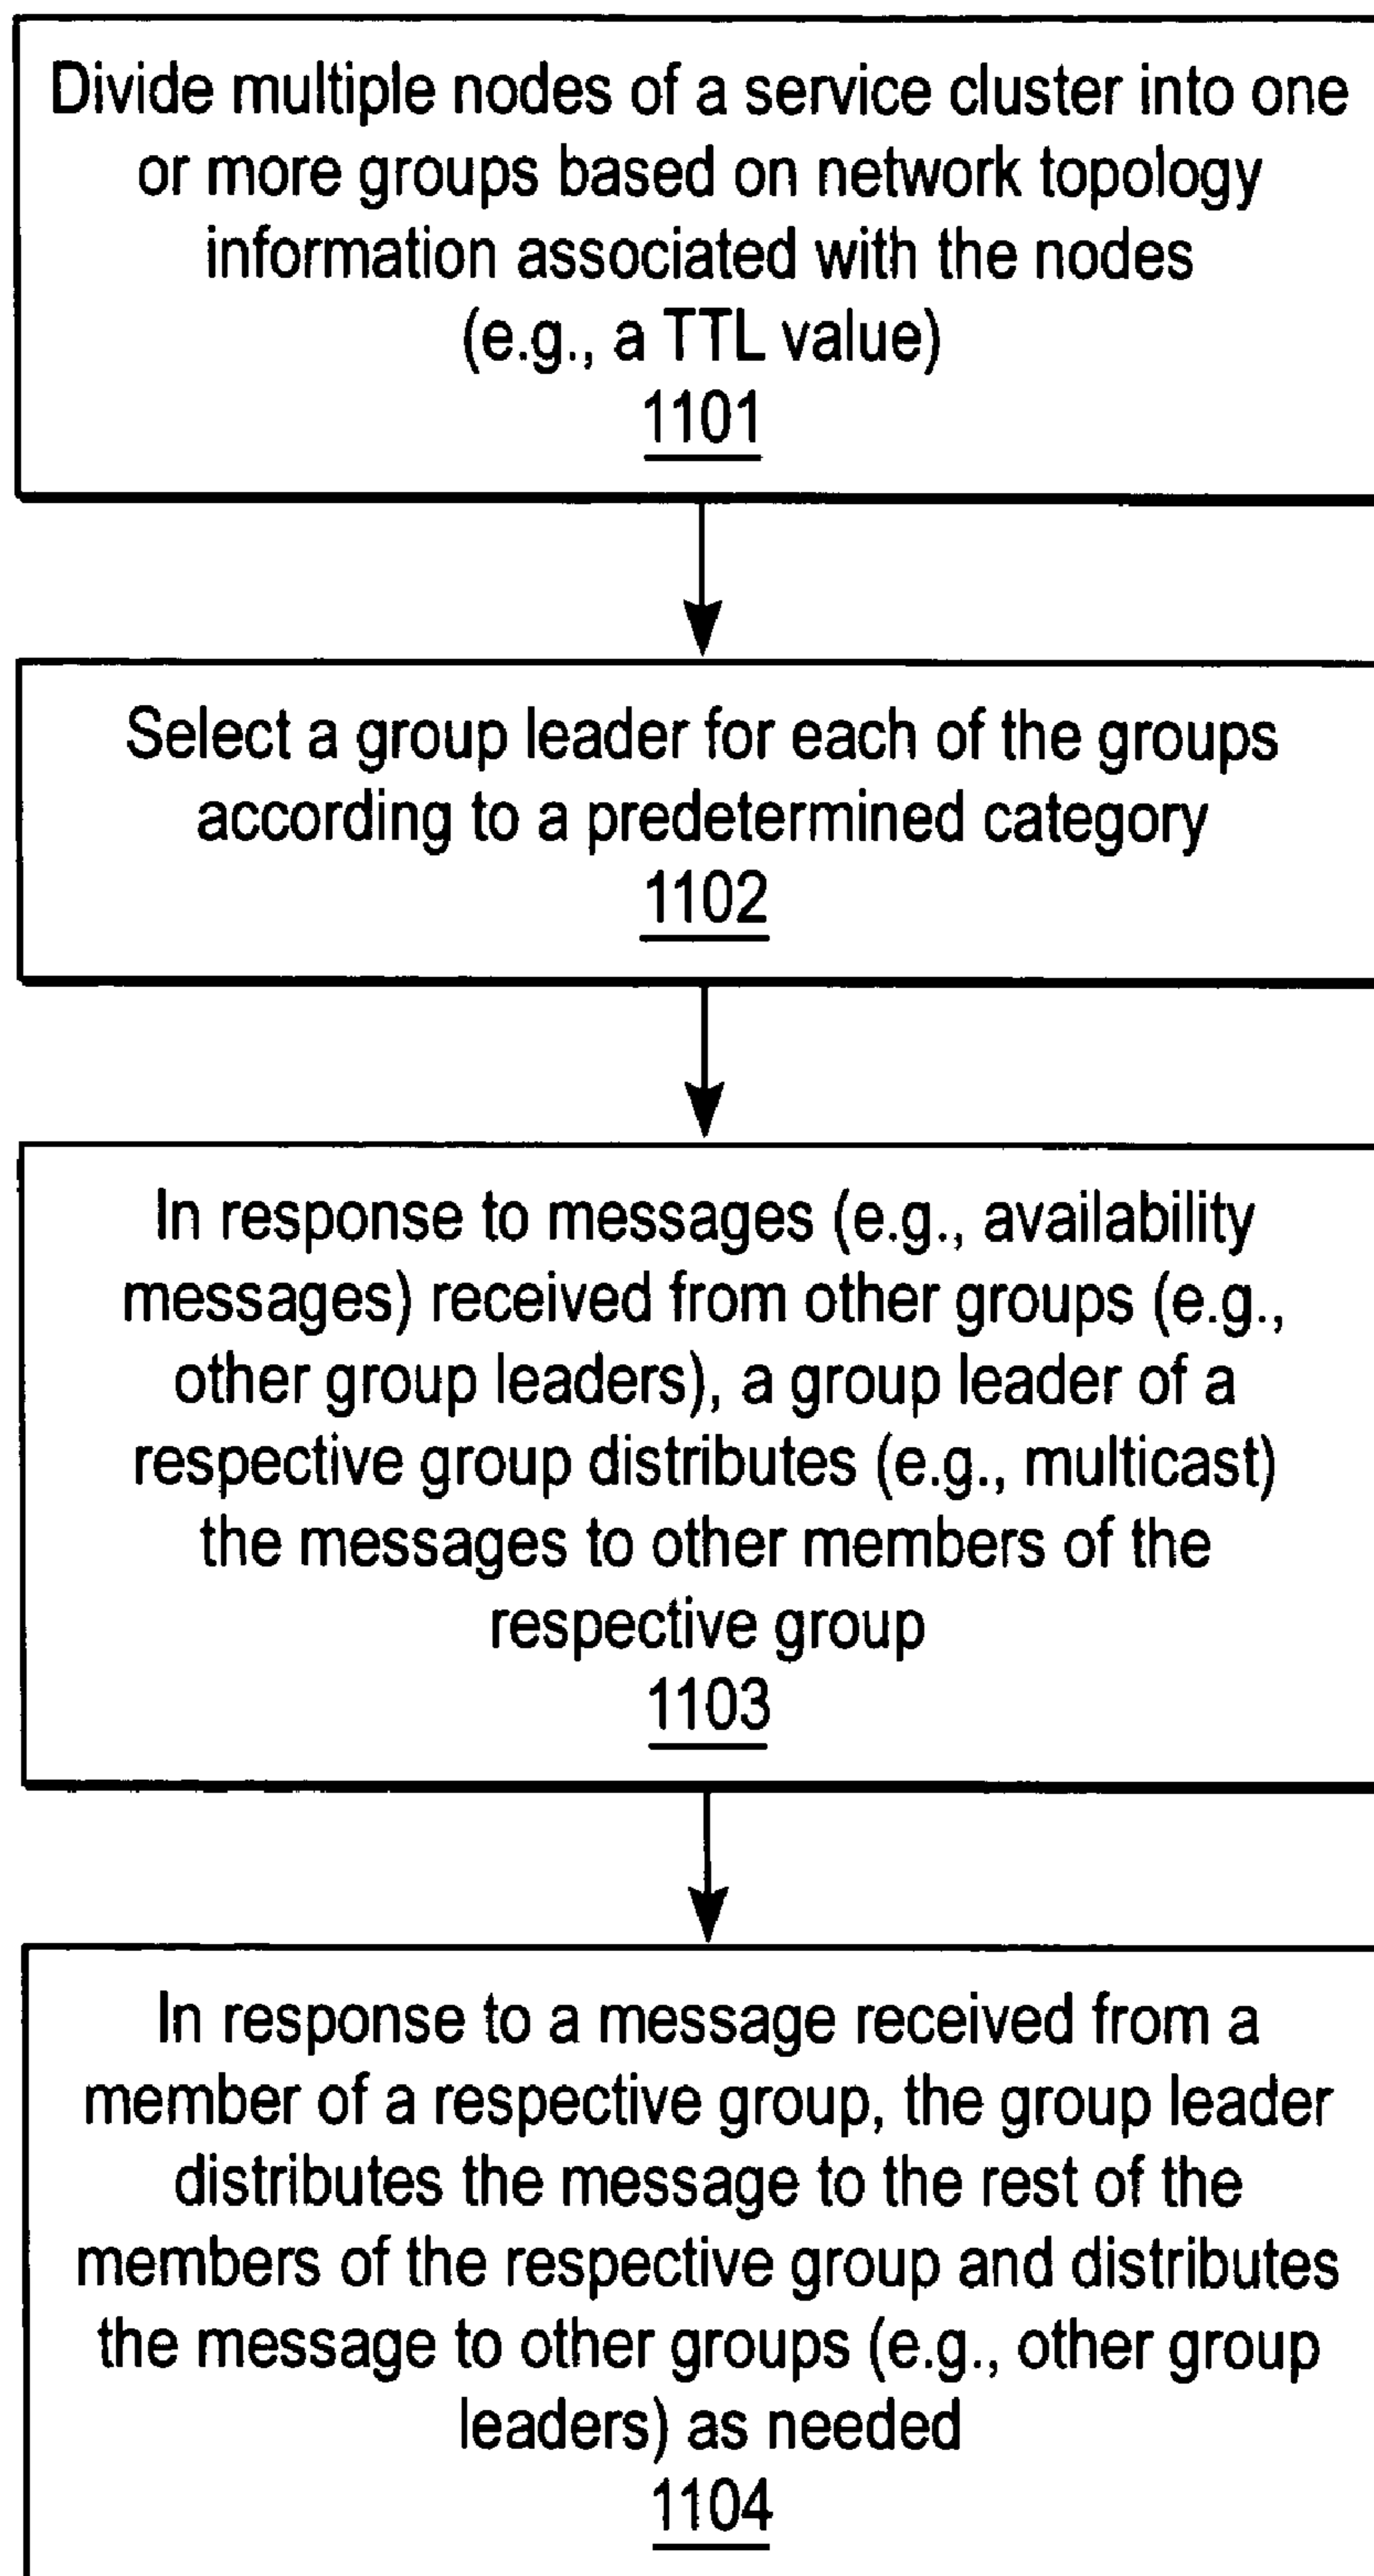 Divide multiple nodes of a service cluster into one
or more groups based on network topology
information associated with the nodes
(e.g., a TTL value)
1101
Select a group leader for each of the groups
according to a predetermined category
1102
In response to messages (e.g., availability
messages) received from other groups (e.g.,
other group leaders), a group leader of a
respective group distributes (e.g., multicast)
the messages to other members of the
respective group
1103
In response to a message received from a
member of a respective group, the group leader
distributes the message to the rest of the
members of the respective group and distributes
the message to other groups (e.g., other group
leaders) as needed
1104